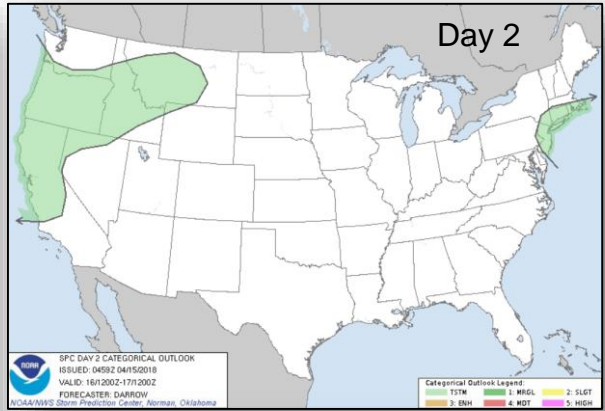 Day 2
NOAA
SPC DAY 2 CATEGORICAL OUTLOOK
ISSUED: 0459Z 04/15/2018
VALID: 16/1200Z-17/1200Z
FORECASTER: DARROW
NOAA/NWS Storm Prediction Center, Norman, Oklahoma
Categorical Outlook Legend:
TSTM 1: MRGL 2: SLGT
3: ENH 4: MDT 5: HIGH